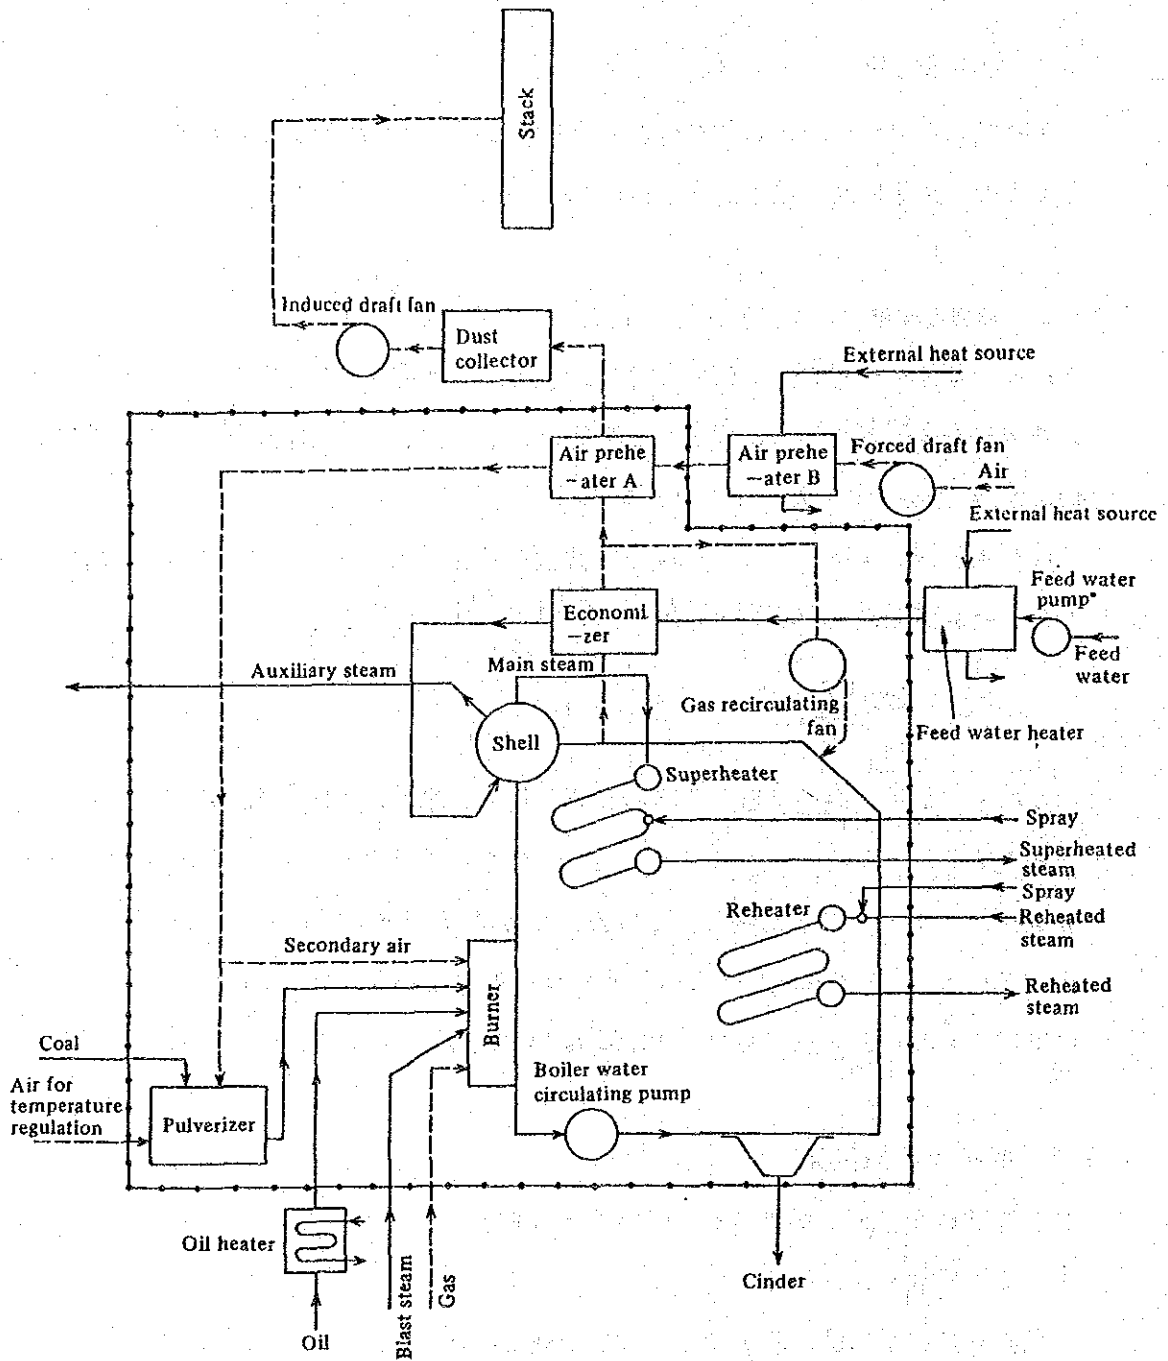 Stack
Induced draft fan
Dust
collector
External heat source
Air prehe
-ater A
Air prehe
-ater B
Forced draft fan
Air
External heat source
Feed water
pump
Feed
water
Feed water heater
Economi
-zer
Auxiliary steam
Main steam
Gas recirculating
fan
Shell
Superheater
Spray
Superheated
steam
Spray
Reheater
Reheated
steam
Reheated
steam
Secondary air
Burner
Coal
Air for
temperature
regulation
Pulverizer
Boiler water
circulating pump
Oil heater
Oil
Blast steam
Gas
Cinder